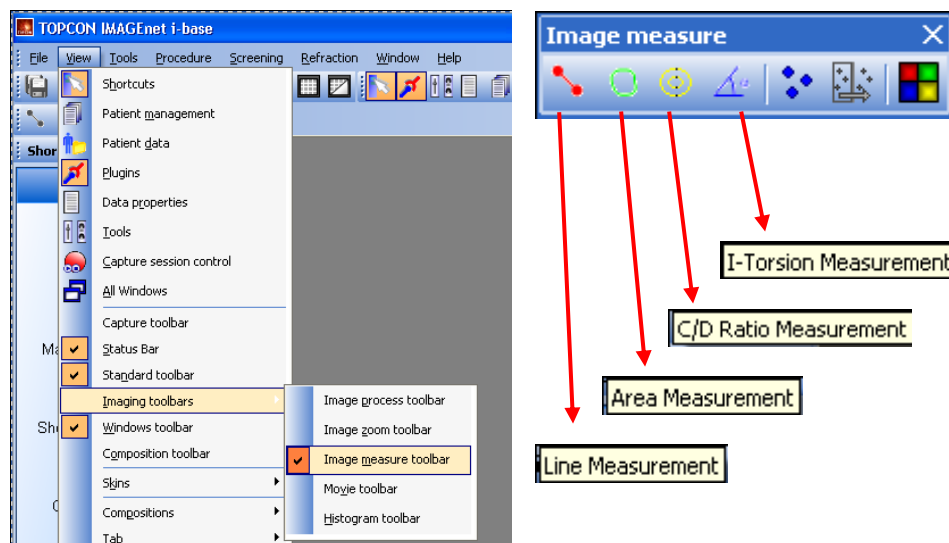 TOPCON IMAGEnet i-base
File View Tools Procedure Screening Refraction Window Help
Shortcuts
Patient management
Patient data
Shor
Plugins
Data properties
Tools
Capture session control
All Windows
Capture toolbar
Status Bar
Standard toolbar
Imaging toolbars
Windows toolbar
Composition toolbar
Skins
Compositions
Tab
Image process toolbar
Image zoom toolbar
Image measure toolbar
Movie toolbar
Histogram toolbar
Image measure
I-Torsion Measurement
C/D Ratio Measurement
Area Measurement
Line Measurement